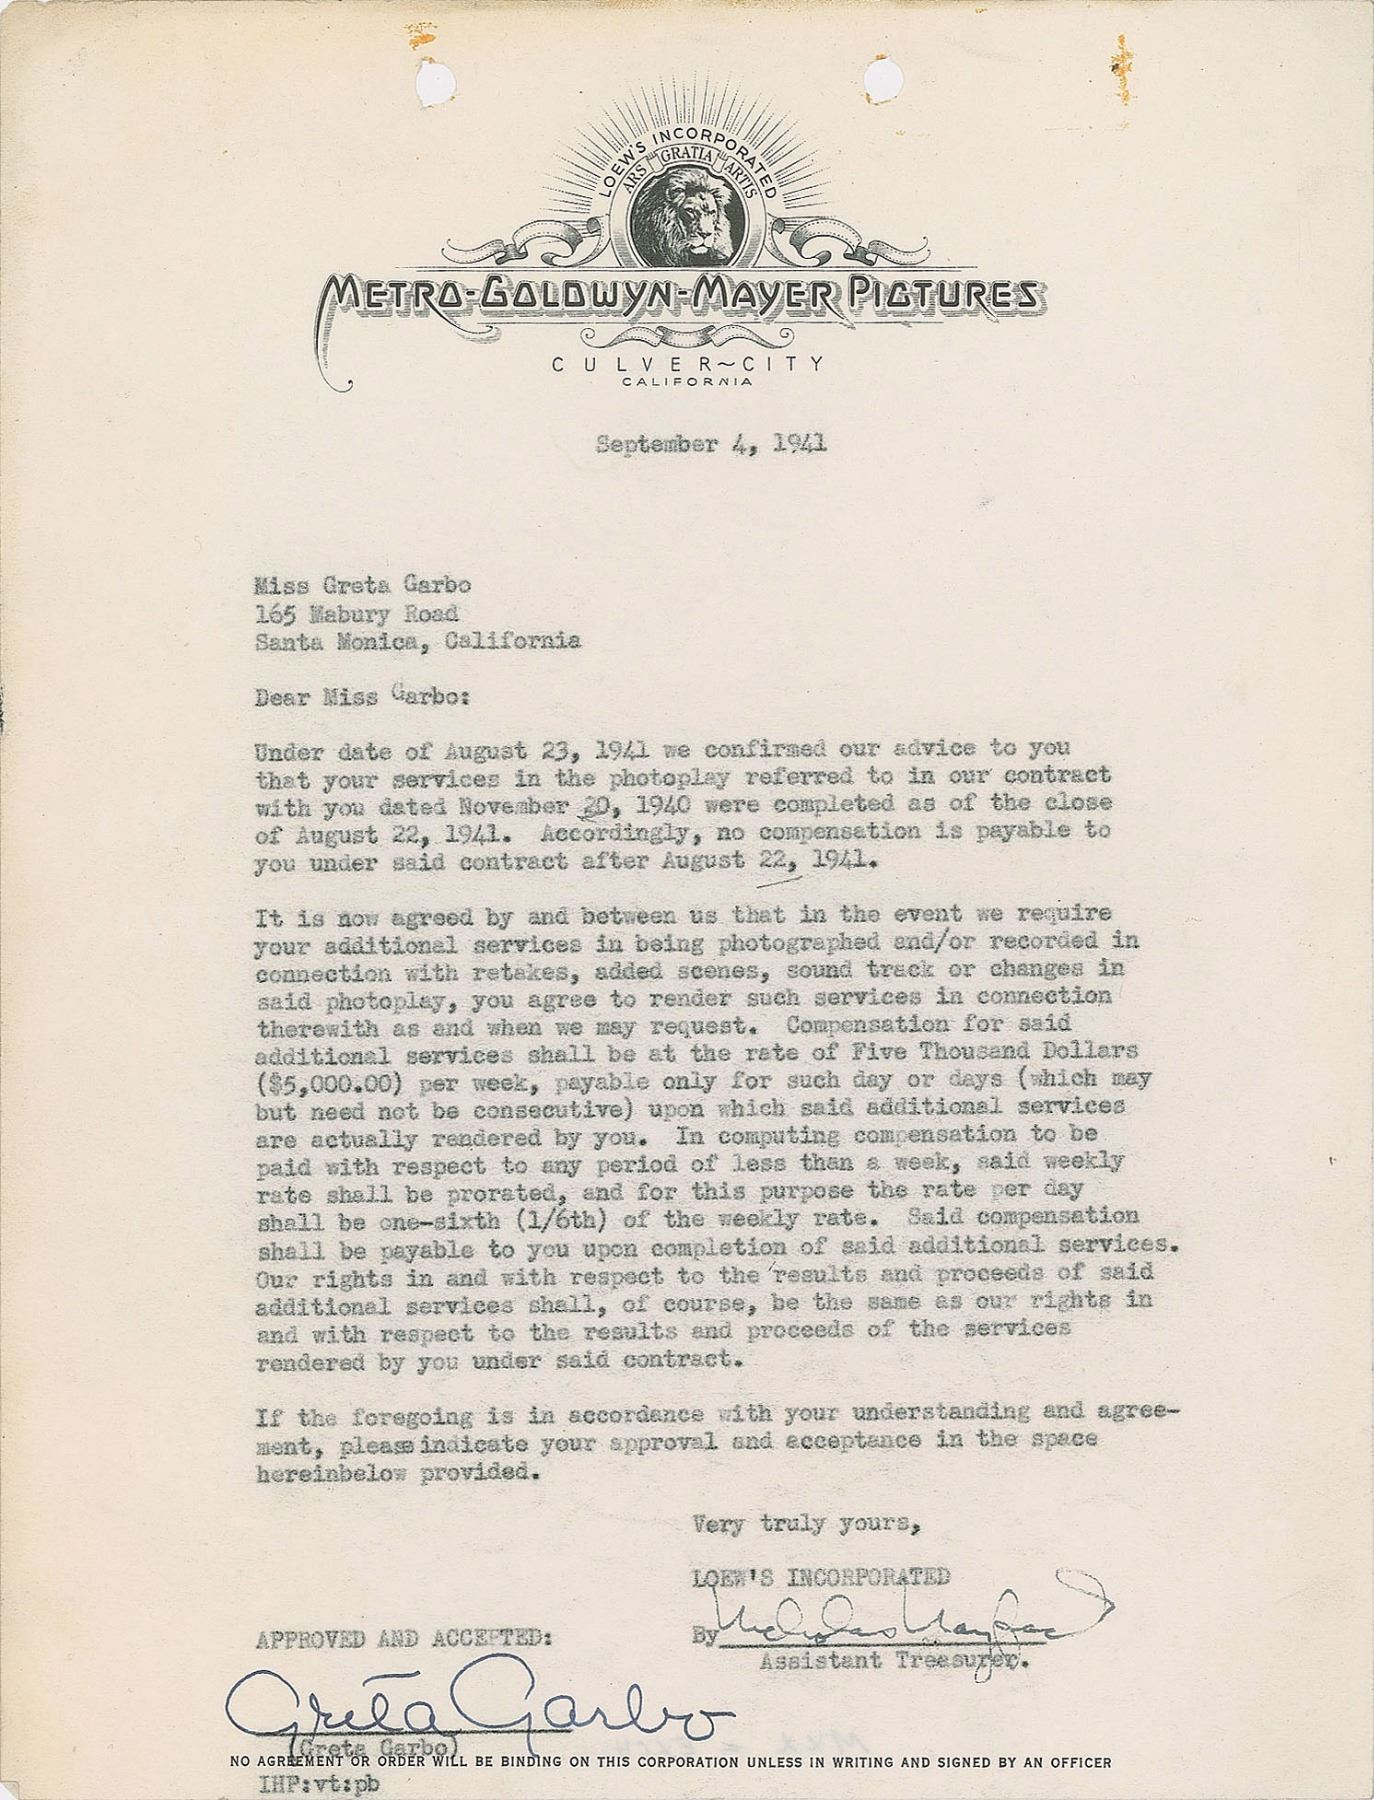 LOEW'S INCORPORATED
ARS GRATIA ARTIS
METRO-GOLDWYN-MAYER PICTURES
CULVER~CITY
CALIFORNIA
September 4, 1941
Miss Greta Garbo
165 Mabury Road
Santa Monica, California
Dear Miss Garbo:
Under date of August 23, 1941 we confirmed our advice to you
that your services in the photoplay referred to in our contract
with you dated November 20, 1940 were completed as of the close
of August 22, 1941. Accordingly, no compensation is payable to
you under said contract after August 22, 1941.
It is now agreed by and between us that in the event we require
your additional services in being photographed and/or recorded in
connection with retakes, added scenes, sound track or changes in
said photoplay, you agree to render such services in connection
therewith as and when we may request. Compensation for said
additional services shall be at the rate of Five Thousand Dollars
($5,000.00) per week, payable only for such day or days (which may
but need not be consecutive) upon which said additional services
are actually rendered by you. In computing compensation to be
paid with respect to any period of less than a week, said weekly
rate shall be prorated, and for this purpose the rate per day
shall be one-sixth (1/6th) of the weekly rate. Said compensation
shall be payable to you upon completion of said additional services.
Our rights in and with respect to the results and proceeds of said
additional services shall, of course, be the same as our rights in
and with respect to the results and proceeds of the services
rendered by you under said contract.
If the foregoing is in accordance with your understanding and agree-
ment, please indicate your approval and acceptance in the space
hereinbelow provided.
Very truly yours,
LOEW'S INCORPORATED
By Nicholas Nayfack
Assistant Treasurer.
APPROVED AND ACCEPTED:
Greta Garbo
(Greta Garbo)
NO AGREEMENT OR ORDER WILL BE BINDING ON THIS CORPORATION UNLESS IN WRITING AND SIGNED BY AN OFFICER
IHP:vt:pb